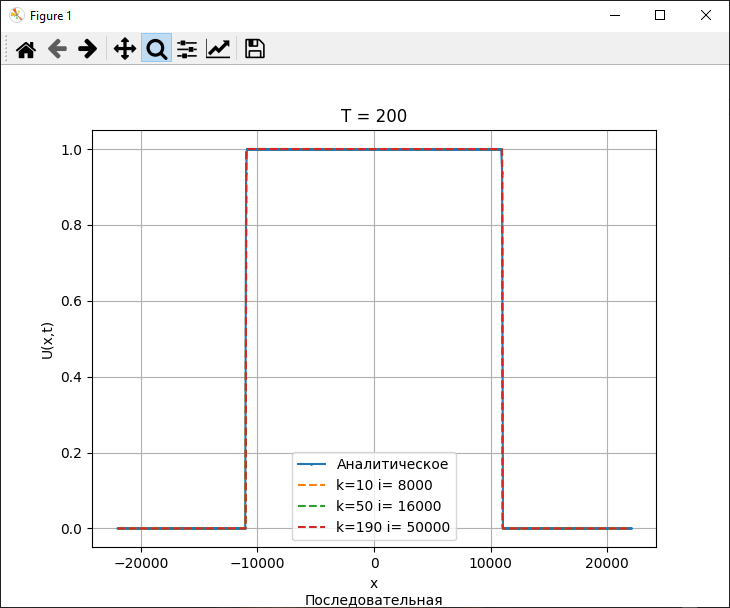 Figure 1
T = 200
1.0
0.8
0.6
0.4
0.2
0.0
U(x,t)
Аналитическое
k=10 i= 8000
k=50 i= 16000
k=190 i= 50000
−20000
−10000
0
10000
20000
x
Последовательная